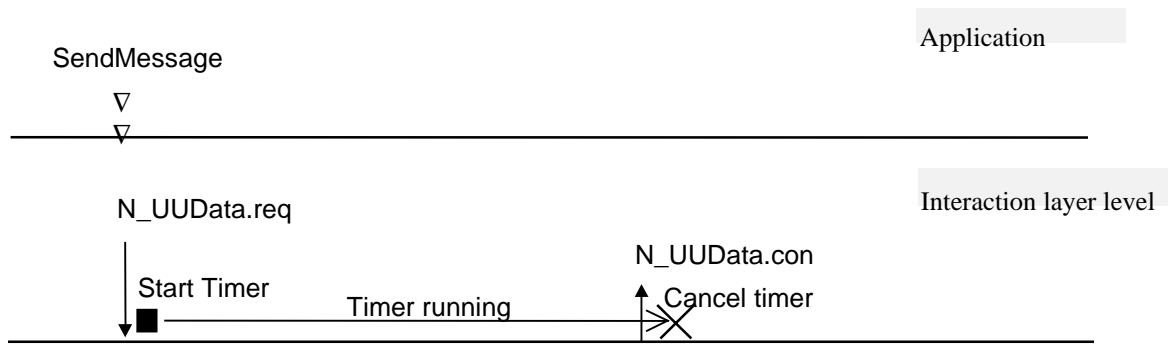 Application
SendMessage
∇
∇
Interaction layer level
N_UUData.req
N_UUData.con
Start Timer
Cancel timer
Timer running